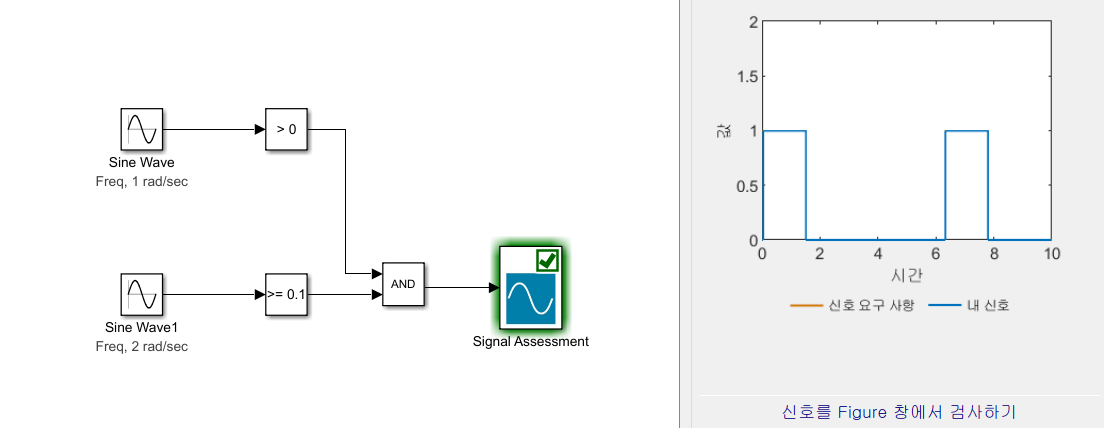 > 0
Sine Wave
Freq, 1 rad/sec
>= 0.1
Sine Wave1
Freq, 2 rad/sec
AND
Signal Assessment
2
1.5
1
0.5
0
값
0 2 4 6 8 10
시간
신호 요구 사항 내 신호
신호를 Figure 창에서 검사하기